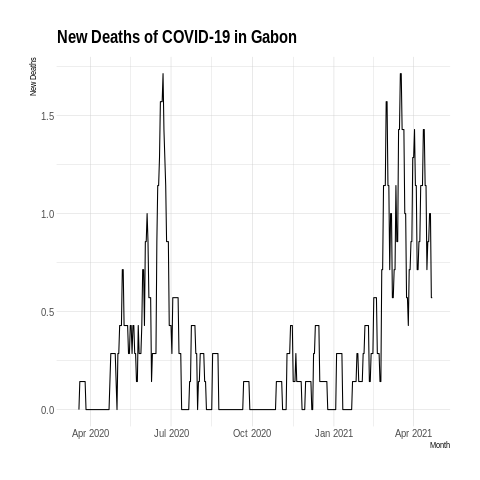 New Deaths of COVID-19 in Gabon
New Deaths
1.5
1.0
0.5
0.0
Apr 2020 Jul 2020 Oct 2020 Jan 2021 Apr 2021
Month